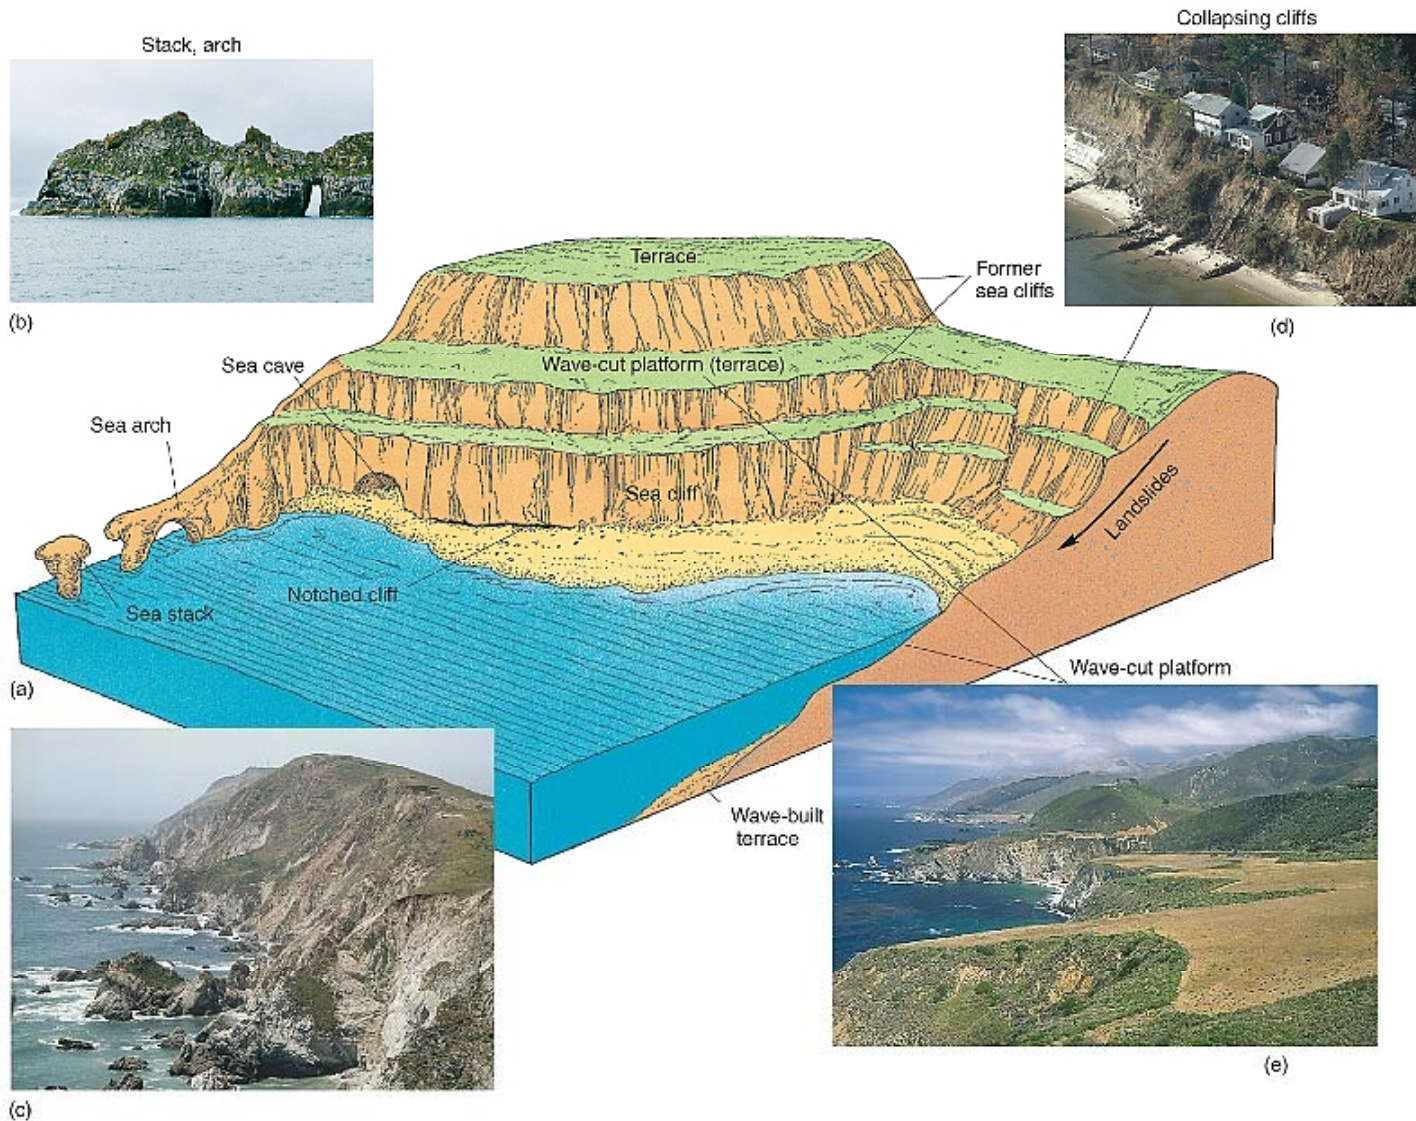 Stack, arch
Collapsing cliffs
(b)
(d)
Terrace
Former
sea cliffs
Sea cave
Wave-cut platform (terrace)
Sea arch
Sea cliff
Landslides
Notched cliff
Sea stack
(a)
Wave-cut platform
Wave-built
terrace
(e)
(c)